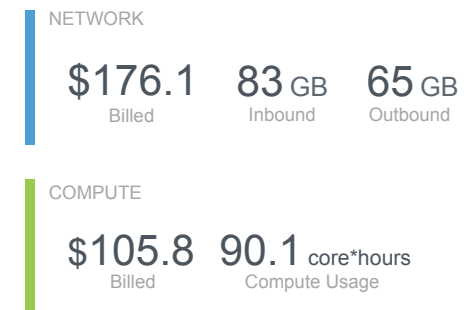 NETWORK
$176.1 83 GB 65 GB
Billed Inbound Outbound
COMPUTE
$105.8 90.1 core*hours
Billed Compute Usage